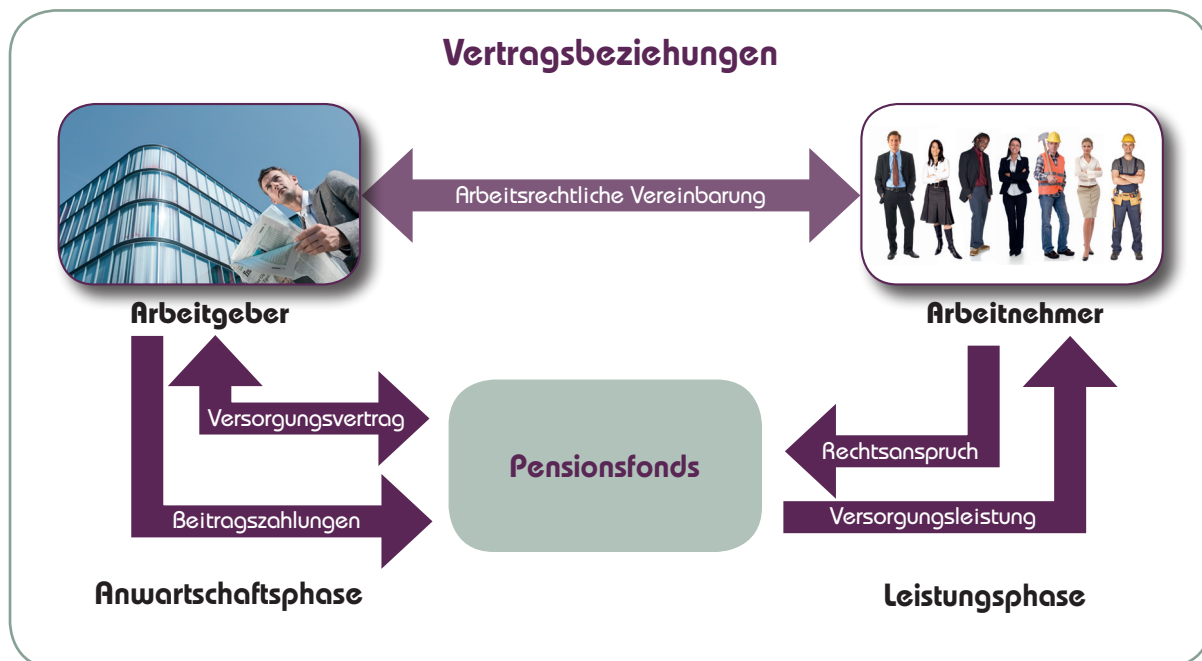 Vertragsbeziehungen
Arbeitsrechtliche Vereinbarung
Arbeitgeber
Arbeitnehmer
Versorgungsvertrag
Pensionsfonds
Rechtsanspruch
Beitragszahlungen
Versorgungsleistung
Anwartschaftsphase
Leistungsphase